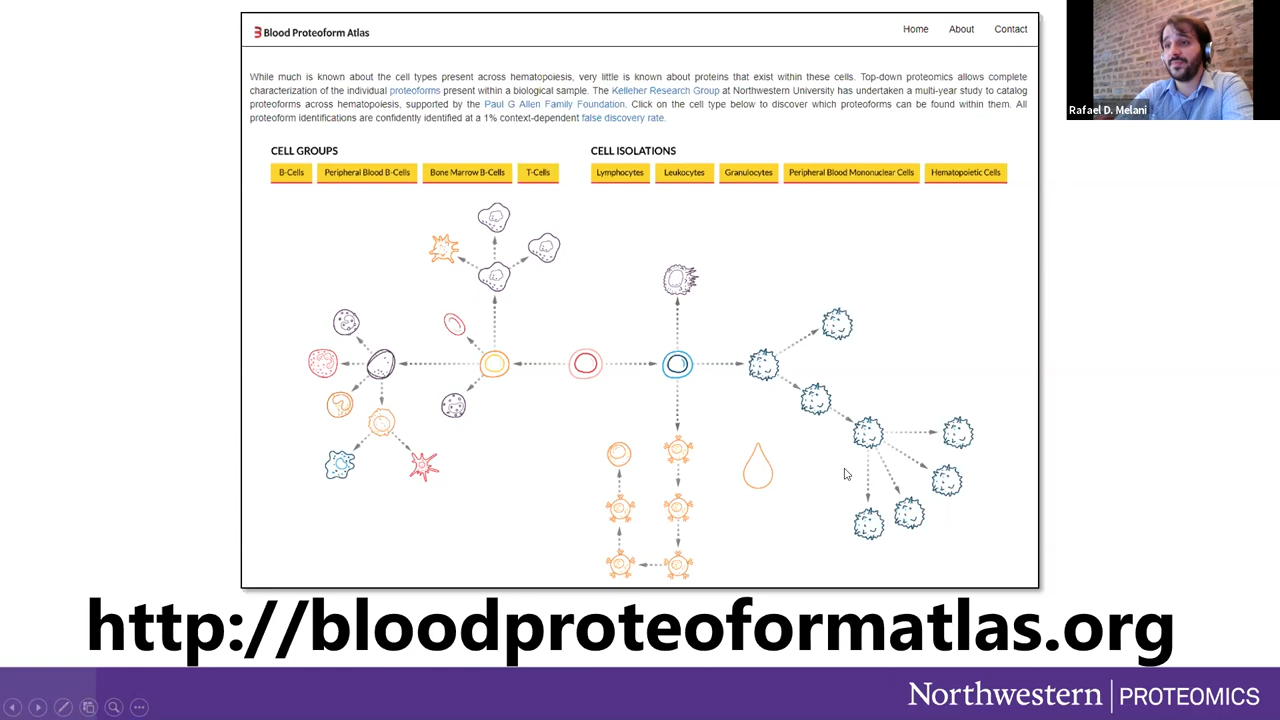 Blood Proteoform Atlas
Home About Contact
While much is known about the cell types present across hematopoiesis, very little is known about proteins that exist within these cells. Top-down proteomics allows complete
characterization of the individual proteoforms present within a biological sample. The Kelleher Research Group at Northwestern University has undertaken a multi-year study to catalog
proteoforms across hematopoiesis, supported by the Paul G Allen Family Foundation. Click on the cell type below to discover which proteoforms can be found within them. All
proteoform identifications are confidently identified at a 1% context-dependent false discovery rate.
CELL GROUPS
B-Cells Peripheral Blood B-Cells Bone Marrow B-Cells T-Cells
CELL ISOLATIONS
Lymphocytes Leukocytes Granulocytes Peripheral Blood Mononuclear Cells Hematopoietic Cells
Rafael D. Melani
http://bloodproteoformatlas.org
Northwestern PROTEOMICS